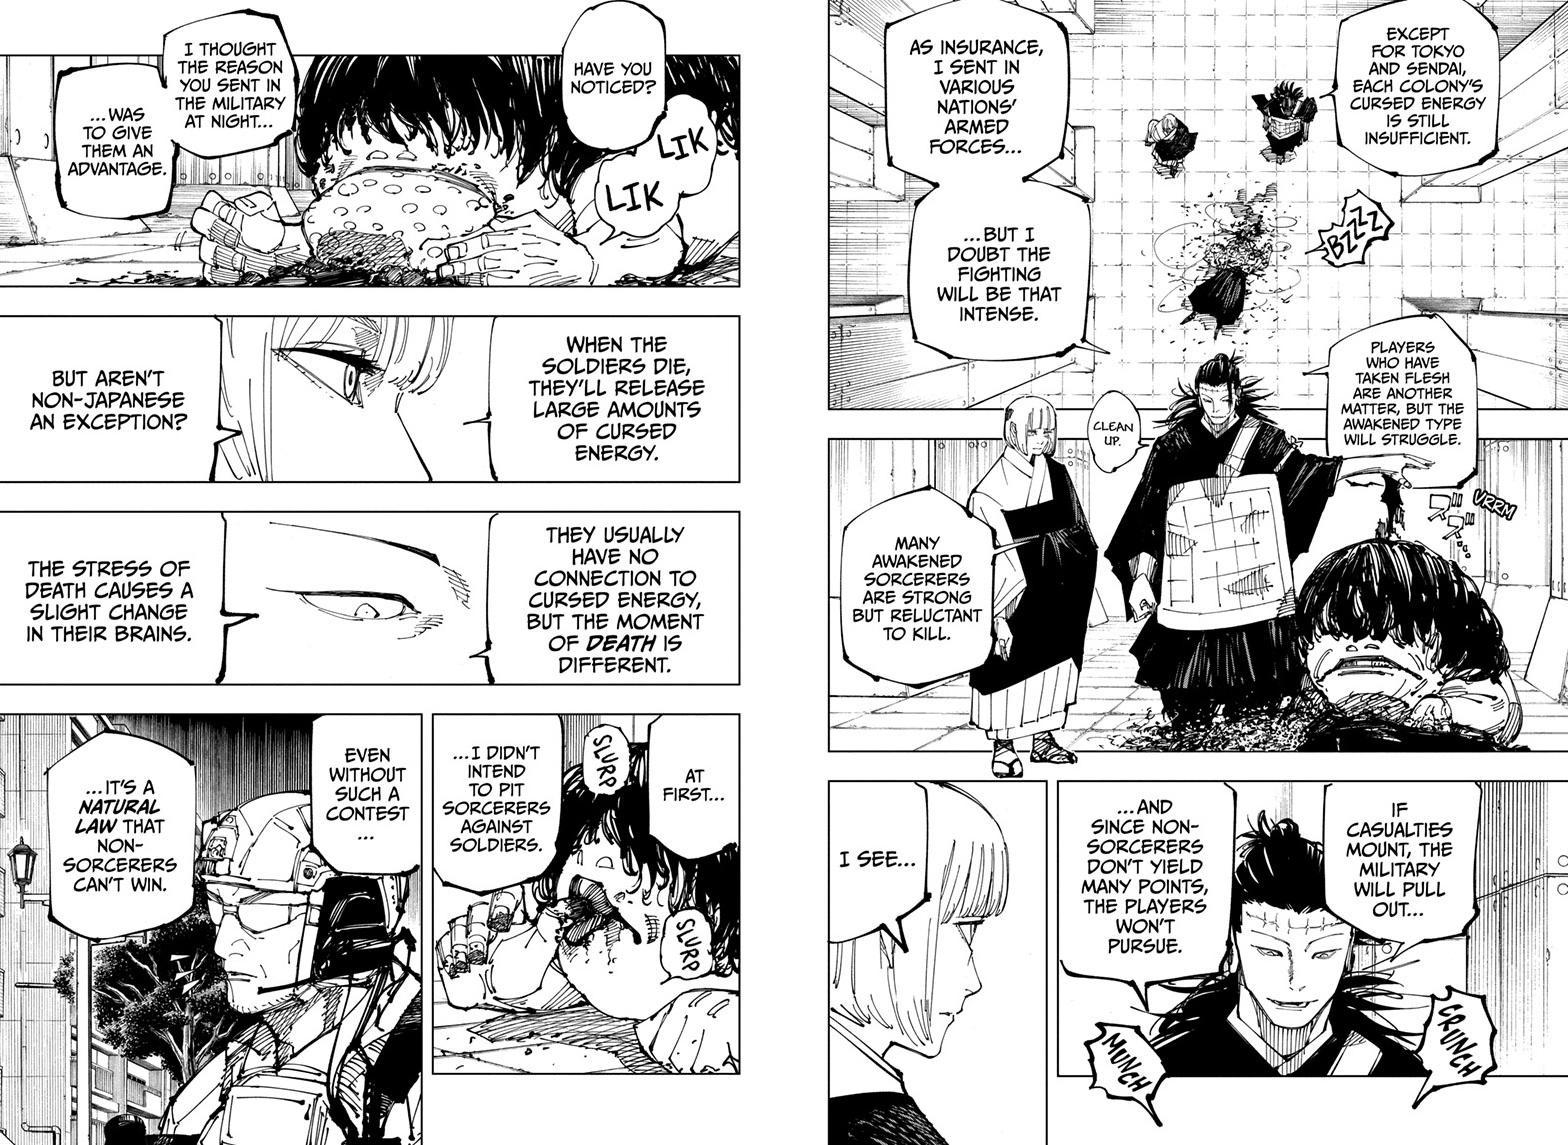 EXCEPT
FOR TOKYO
AND SENDAI,
EACH COLONY'S
CURSED ENERGY
IS STILL
INSUFFICIENT.
AS INSURANCE,
I SENT IN
VARIOUS
NATIONS'
ARMED
FORCES...
...BUT I
DOUBT THE
FIGHTING
WILL BE THAT
INTENSE.
BZZZ
PLAYERS
WHO HAVE
TAKEN FLESH
ARE ANOTHER
MATTER, BUT THE
AWAKENED TYPE
WILL STRUGGLE.
VRRM
ズズ...
CLEAN
UP.
MANY
AWAKENED
SORCERERS
ARE STRONG
BUT RELUCTANT
TO KILL.
IF
CASUALTIES
MOUNT, THE
MILITARY
WILL PULL
OUT...
...AND
SINCE NON-
SORCERERS
DON'T YIELD
MANY POINTS,
THE PLAYERS
WON'T
PURSUE.
CRUNCH
MUNCH
I SEE...
HAVE YOU
NOTICED?
LIK
LIK
I THOUGHT
THE REASON
YOU SENT IN
THE MILITARY
AT NIGHT...
...WAS
TO GIVE
THEM AN
ADVANTAGE.
WHEN THE
SOLDIERS DIE,
THEY'LL RELEASE
LARGE AMOUNTS
OF CURSED
ENERGY.
BUT AREN'T
NON-JAPANESE
AN EXCEPTION?
THEY USUALLY
HAVE NO
CONNECTION TO
CURSED ENERGY,
BUT THE MOMENT
OF DEATH IS
DIFFERENT.
THE STRESS OF
DEATH CAUSES A
SLIGHT CHANGE
IN THEIR BRAINS.
AT
FIRST...
SLURP
...I DIDN'T
INTEND
TO PIT
SORCERERS
AGAINST
SOLDIERS.
SLURP
EVEN
WITHOUT
SUCH A
CONTEST
...
...IT'S A
NATURAL
LAW THAT
NON-
SORCERERS
CAN'T WIN.